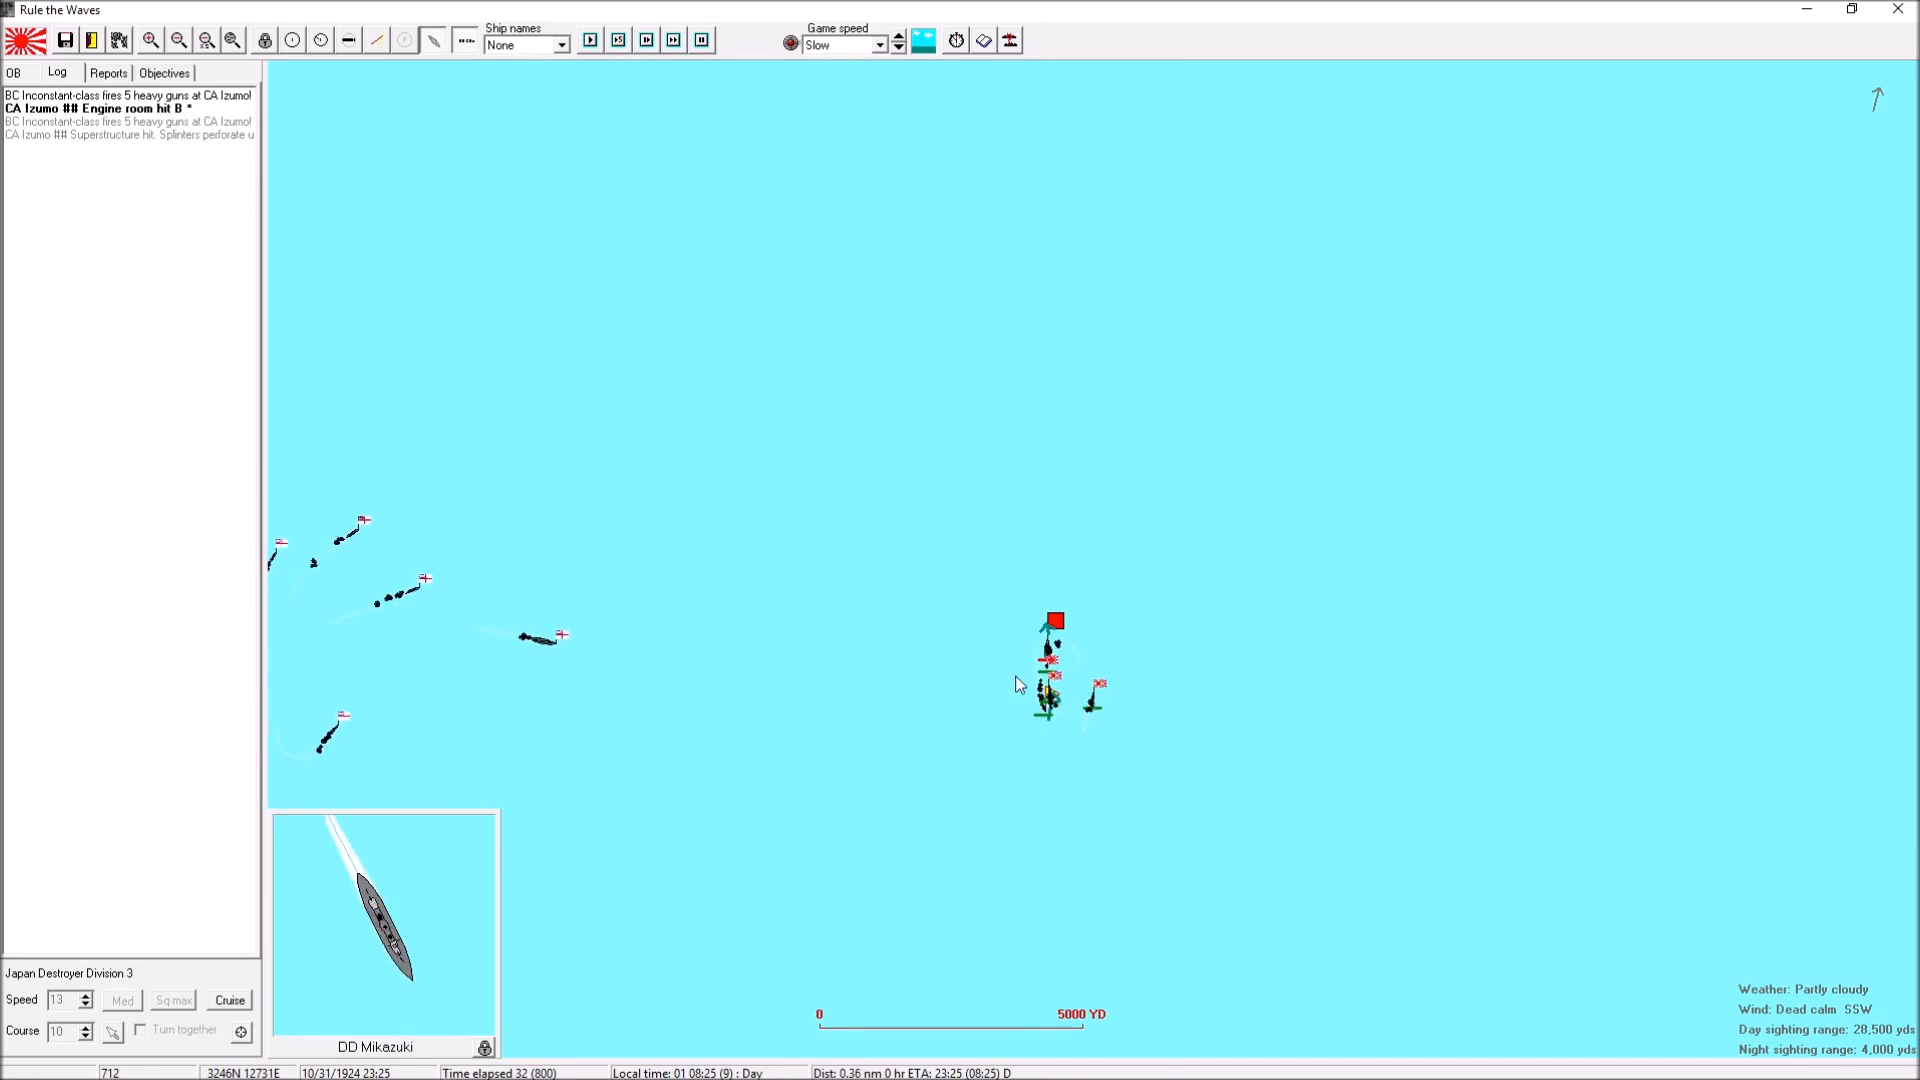 Rule the Waves
Ship names
None
Game speed
Slow
OB
Log
Reports
Objectives
BC Inconstant-class fires 5 heavy guns at CA Izumo!
CA Izumo ## Engine room hit B *
BC Inconstant-class fires 5 heavy guns at CA Izumo!
CA Izumo ## Superstructure hit. Splinters perforate u
0
5000 YD
Japan Destroyer Division 3
Speed 13 Med Sq max Cruise
Course 10 Turn together
DD Mikazuki
Weather: Partly cloudy
Wind: Dead calm SSW
Day sighting range: 28,500 yds
Night sighting range: 4,000 yds
712 3246N 12731E 10/31/1924 23:25 Time elapsed 32 (800) Local time: 01 08:25 (9) : Day Dist: 0.36 nm 0 hr ETA: 23:25 (08:25) D